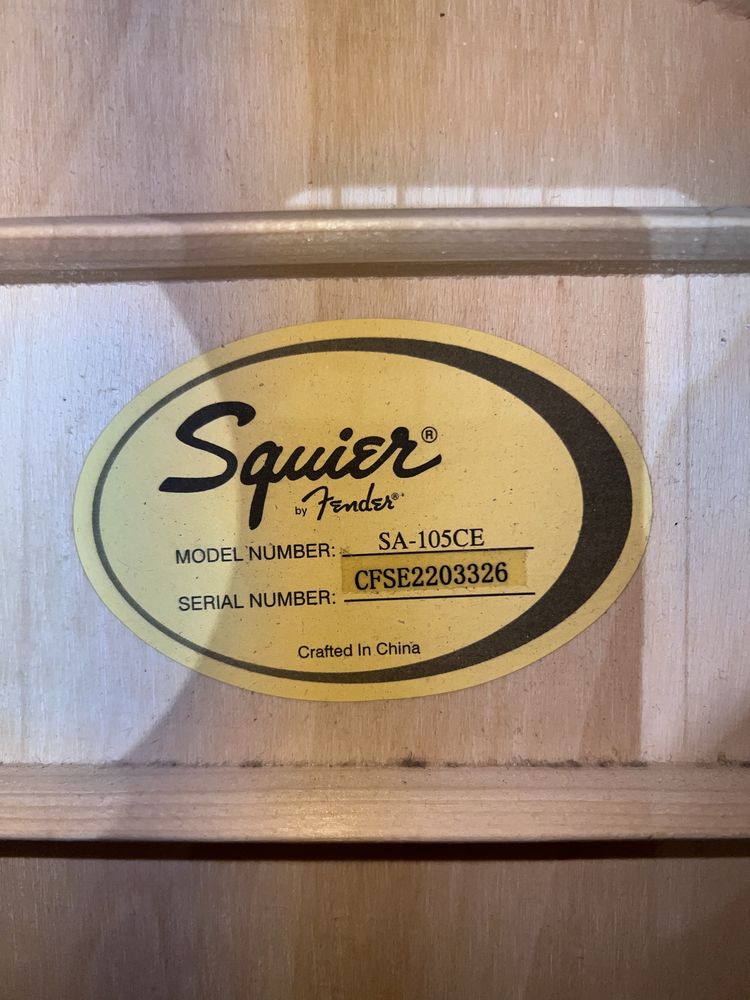 Squier®
by Fender®
MODEL NUMBER: SA-105CE
SERIAL NUMBER: CFSE2203326
Crafted In China